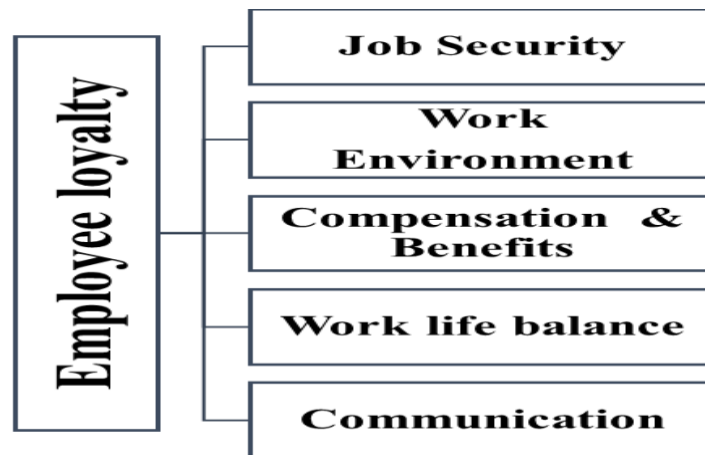 Employee loyalty
Job Security
Work
Environment
Compensation &
Benefits
Work life balance
Communication